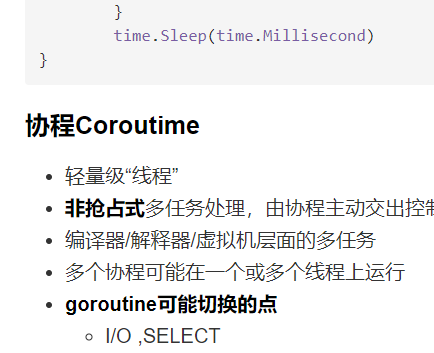 }
time.Sleep(time.Millisecond)
}
协程Coroutime
轻量级“线程”
非抢占式多任务处理，由协程主动交出控制
编译器/解释器/虚拟机层面的多任务
多个协程可能在一个或多个线程上运行
goroutine可能切换的点
I/O ,SELECT